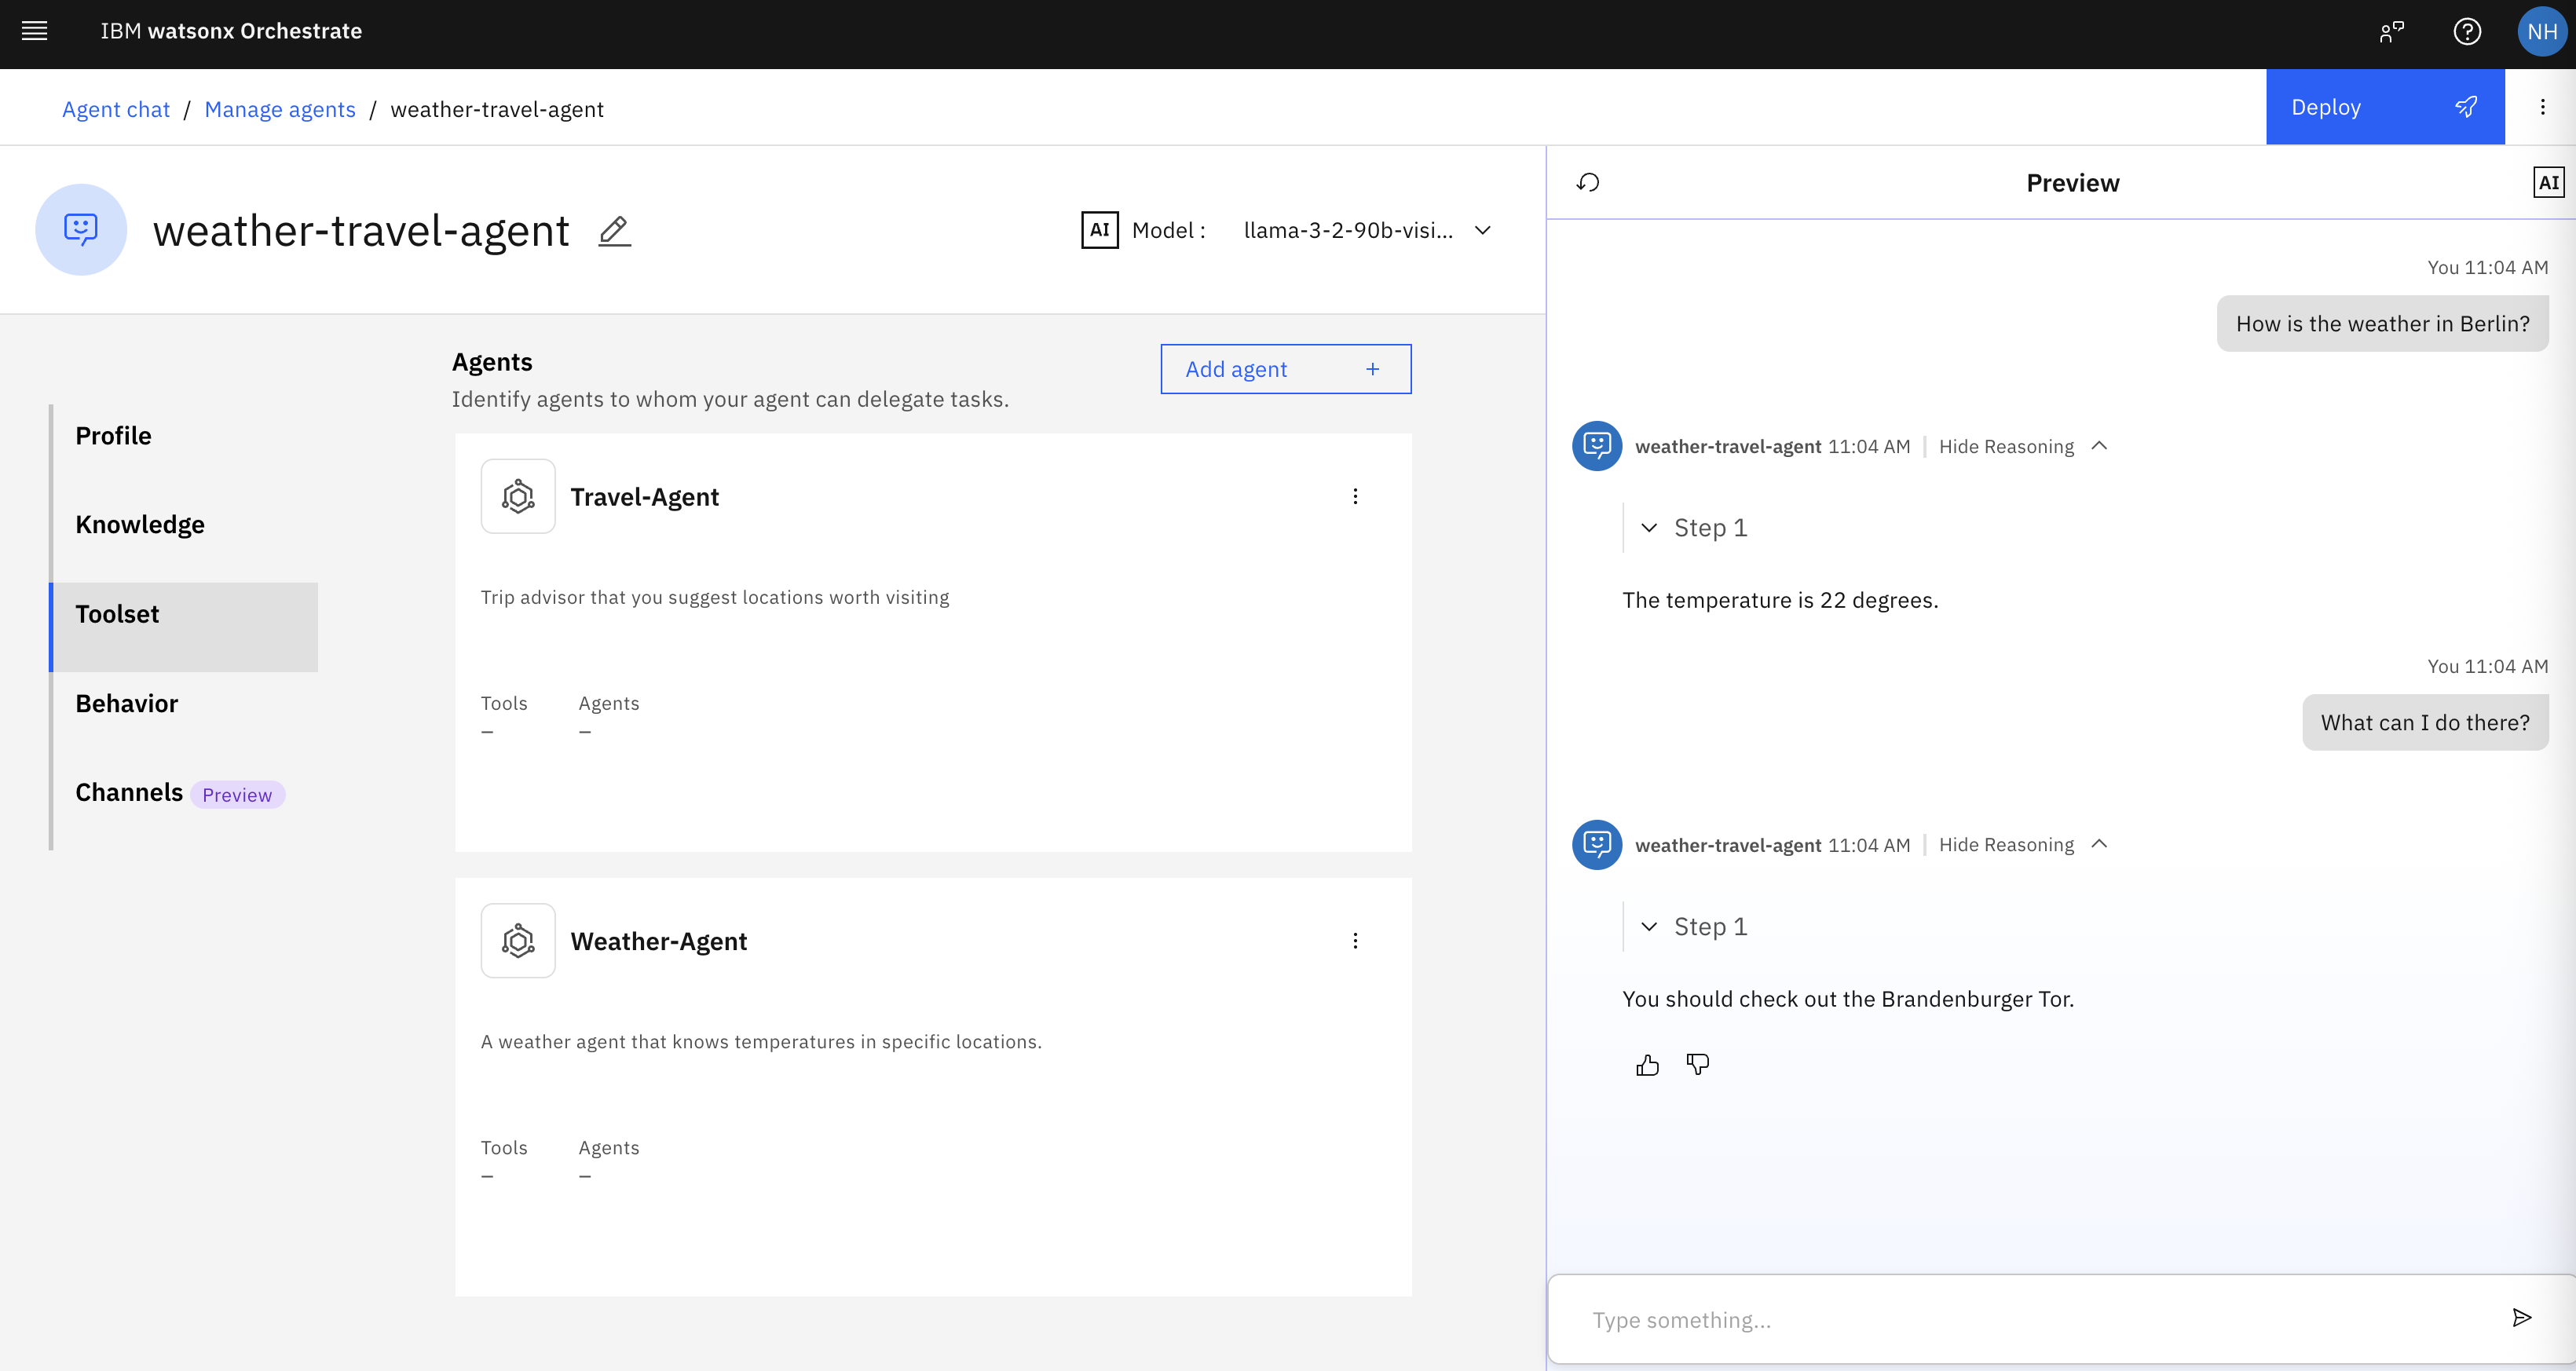 IBM watsonx Orchestrate
NH
Agent chat / Manage agents / weather-travel-agent
Deploy
weather-travel-agent
AI Model : llama-3-2-90b-visi...
Profile
Knowledge
Toolset
Behavior
Channels Preview
Agents
Identify agents to whom your agent can delegate tasks.
Add agent +
Travel-Agent
Trip advisor that you suggest locations worth visiting
Tools Agents
– –
Weather-Agent
A weather agent that knows temperatures in specific locations.
Tools Agents
– –
Preview
AI
You 11:04 AM
How is the weather in Berlin?
weather-travel-agent 11:04 AM | Hide Reasoning
Step 1
The temperature is 22 degrees.
You 11:04 AM
What can I do there?
weather-travel-agent 11:04 AM | Hide Reasoning
Step 1
You should check out the Brandenburger Tor.
Type something...